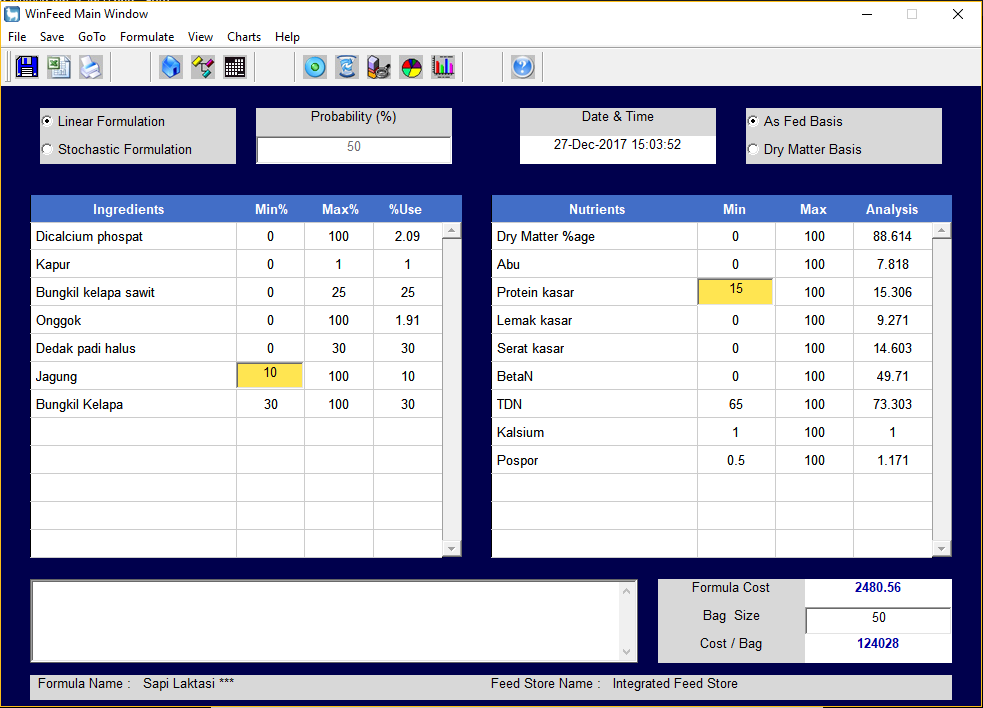 WinFeed Main Window
File Save GoTo Formulate View Charts Help
Linear Formulation
Stochastic Formulation
Probability (%)
50
Date & Time
27-Dec-2017 15:03:52
As Fed Basis
Dry Matter Basis
Ingredients Min% Max% %Use
Dicalcium phospat 0 100 2.09
Kapur 0 1 1
Bungkil kelapa sawit 0 25 25
Onggok 0 100 1.91
Dedak padi halus 0 30 30
Jagung 10 100 10
Bungkil Kelapa 30 100 30
Nutrients Min Max Analysis
Dry Matter %age 0 100 88.614
Abu 0 100 7.818
Protein kasar 15 100 15.306
Lemak kasar 0 100 9.271
Serat kasar 0 100 14.603
BetaN 0 100 49.71
TDN 65 100 73.303
Kalsium 1 100 1
Pospor 0.5 100 1.171
Formula Cost 2480.56
Bag Size 50
Cost / Bag 124028
Formula Name : Sapi Laktasi ***
Feed Store Name : Integrated Feed Store